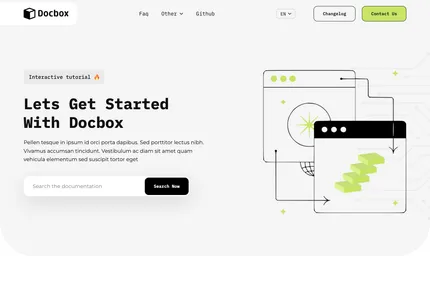 Docbox
Faq
Other
Github
EN
Changelog
Contact Us
Interactive tutorial 🔥
Lets Get Started
With Docbox
Pellen tesque in ipsum id orci porta dapibus. Sed porttitor lectus nibh.
Vivamus accumsan tincidunt. Vestibulum ac diam sit amet quam
vehicula elementum sed suscipit tortor eget
Search the documentation
Search Now